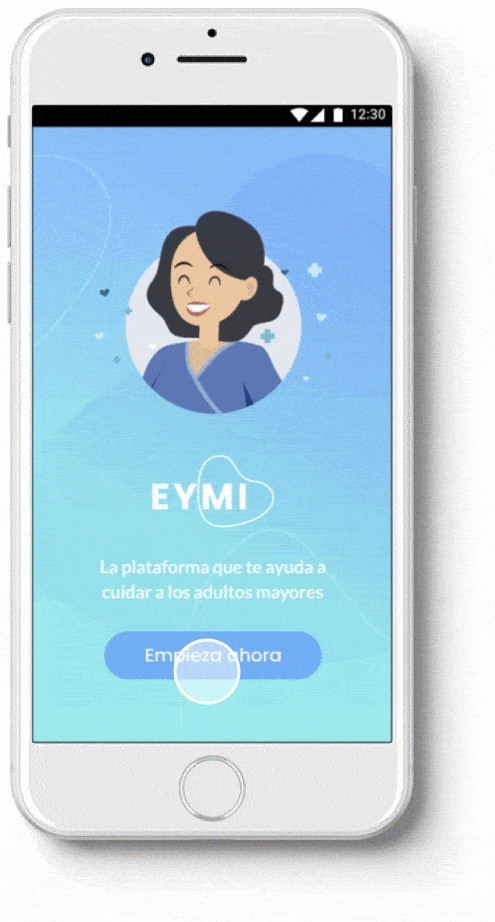 12:30
EYMI
La plataforma que te ayuda a
cuidar a los adultos mayores
Empieza ahora